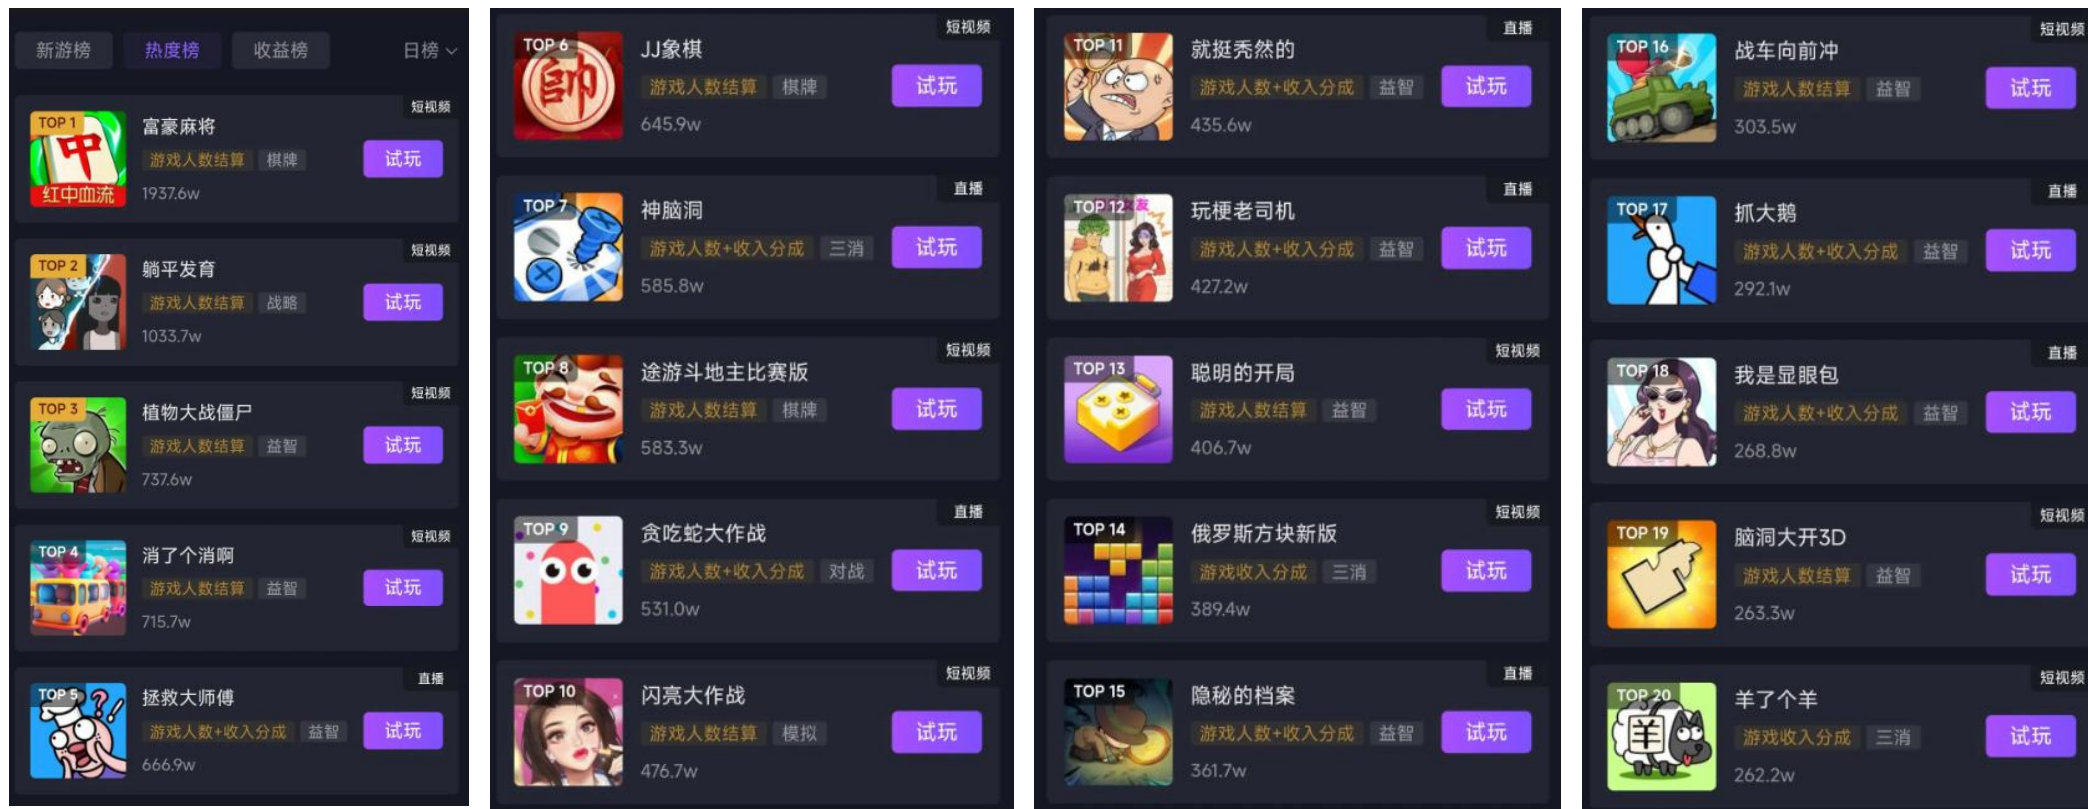 新游榜 热度榜 收益榜 日榜
短视频
TOP 1
富豪麻将
游戏人数结算 棋牌
试玩
红中血流
1937.6w
短视频
TOP 2
躺平发育
游戏人数结算 战略
试玩
1033.7w
短视频
TOP 3
植物大战僵尸
游戏人数结算 益智
试玩
737.6w
短视频
TOP 4
消了个消啊
游戏人数结算 益智
试玩
715.7w
直播
TOP 5
拯救大师傅
游戏人数+收入分成 益智
试玩
666.9w
短视频
TOP 6
JJ象棋
帥
游戏人数结算 棋牌
试玩
645.9w
直播
TOP 7
神脑洞
游戏人数+收入分成 三消
试玩
585.8w
短视频
TOP 8
途游斗地主比赛版
游戏人数结算 棋牌
试玩
583.3w
直播
TOP 9
贪吃蛇大作战
游戏人数+收入分成 对战
试玩
531.0w
短视频
TOP 10
闪亮大作战
游戏人数结算 模拟
试玩
476.7w
直播
TOP 11
就挺秃然的
游戏人数+收入分成 益智
试玩
435.6w
直播
TOP 12
友
玩梗老司机
游戏人数+收入分成 益智
试玩
427.2w
短视频
TOP 13
聪明的开局
游戏人数结算 益智
试玩
406.7w
短视频
TOP 14
俄罗斯方块新版
游戏收入分成 三消
试玩
389.4w
直播
TOP 15
隐秘的档案
游戏人数+收入分成 益智
试玩
361.7w
短视频
TOP 16
战车向前冲
游戏人数结算 益智
试玩
303.5w
直播
TOP 17
抓大鹅
游戏人数+收入分成 益智
试玩
292.1w
直播
TOP 18
我是显眼包
游戏人数+收入分成 益智
试玩
268.8w
短视频
TOP 19
脑洞大开3D
游戏人数结算 益智
试玩
263.3w
短视频
TOP 20
羊了个羊
羊
游戏收入分成 三消
试玩
262.2w